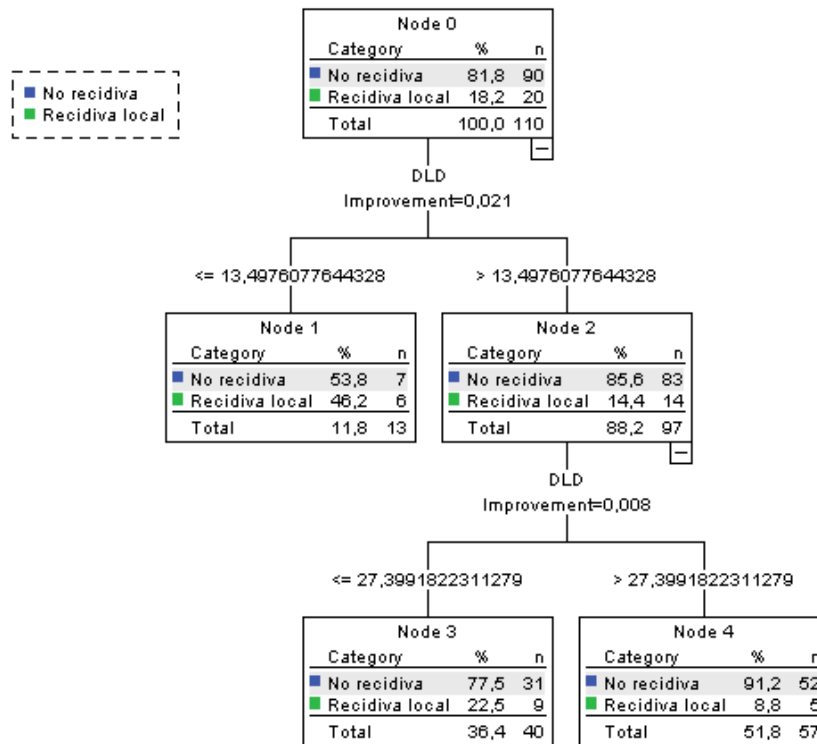 Node 0
Category % n
No recidiva 81,8 90
Recidiva local 18,2 20
Total 100,0 110
No recidiva
Recidiva local
DLD
Improvement=0,021
<= 13,4976077644328
> 13,4976077644328
Node 1
Category % n
No recidiva 53,8 7
Recidiva local 46,2 6
Total 11,8 13
Node 2
Category % n
No recidiva 85,6 83
Recidiva local 14,4 14
Total 88,2 97
DLD
Improvement=0,008
<= 27,3991822311279
> 27,3991822311279
Node 3
Category % n
No recidiva 77,5 31
Recidiva local 22,5 9
Total 36,4 40
Node 4
Category % n
No recidiva 91,2 52
Recidiva local 8,8 5
Total 51,8 57